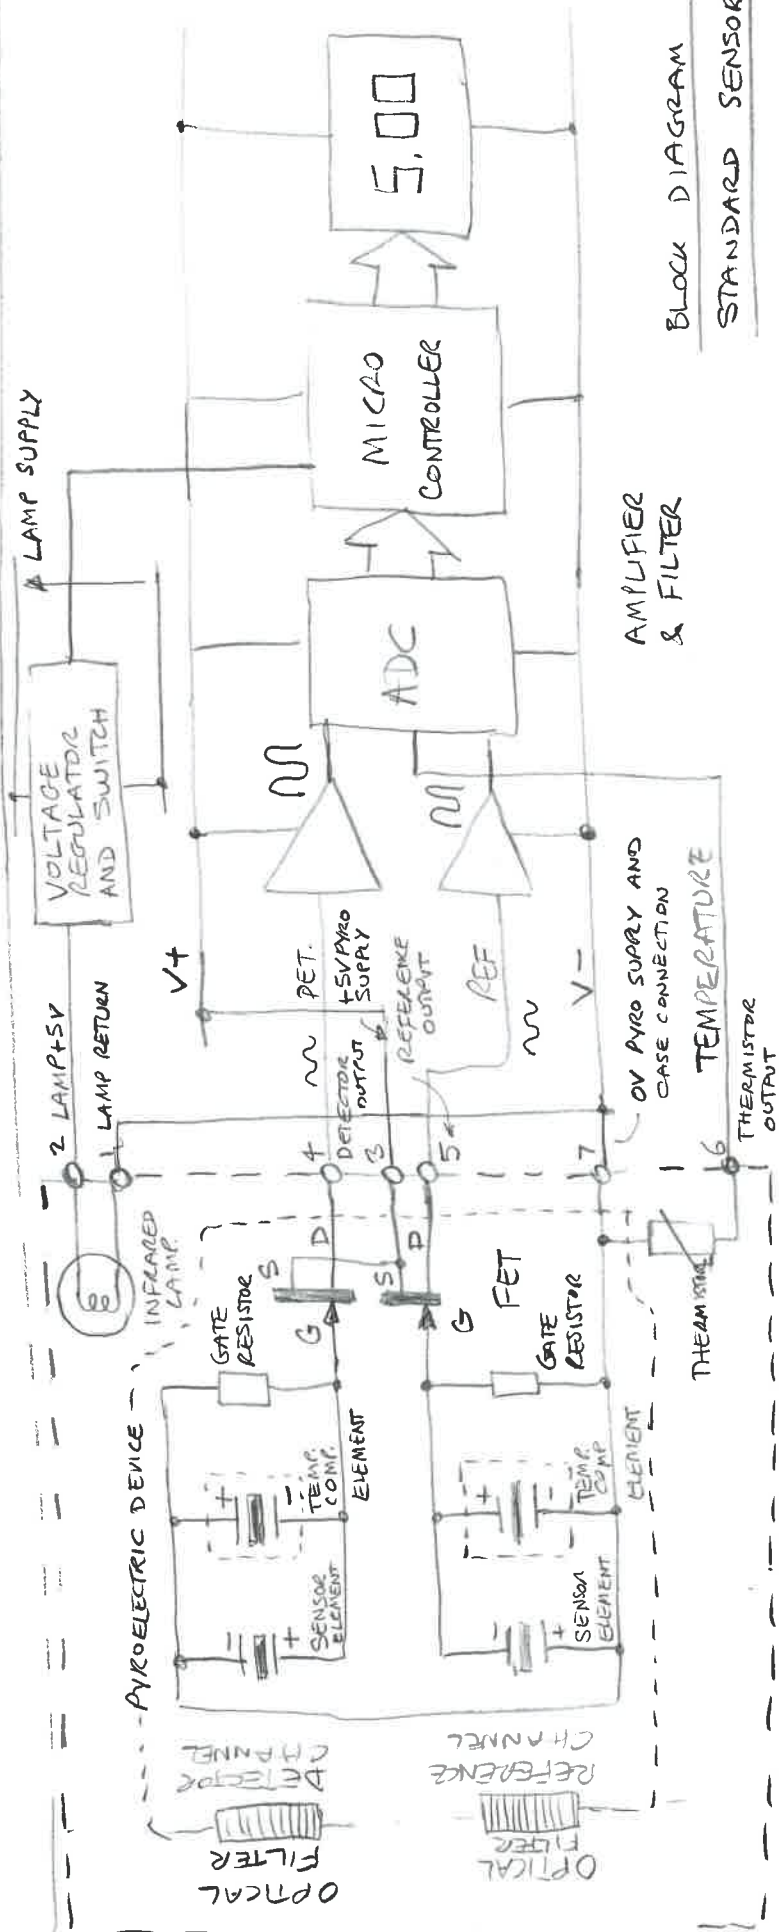 BLOCK DIAGRAM
STANDARD SENSOR
LAMP SUPPLY
VOLTAGE
REGULATOR
AND SWITCH
2 LAMP+5V
1 LAMP RETURN
INFRARED
LAMP
PYROELECTRIC DEVICE
OPTICAL
FILTER
DETECTOR
CHANNEL
-
+
SENSOR
ELEMENT
+
-
TEMP.
COMP.
ELEMENT
GATE
RESISTOR
G
S
D
4
DETECTOR
OUTPUT
DET.
V+
+5V PYRO
SUPPLY
3
5
REFERENCE
OUTPUT
REF
OPTICAL
FILTER
REFERENCE
CHANNEL
-
+
SENSOR
ELEMENT
+
-
TEMP.
COMP
ELEMENT
GATE
RESISTOR
G
S
D
FET
7
0V PYRO SUPPLY AND
CASE CONNECTION
V-
THERMISTOR
6
THERMISTOR
OUTPUT
TEMPERATURE
AMPLIFIER
& FILTER
ADC
MICRO
CONTROLLER
5.00